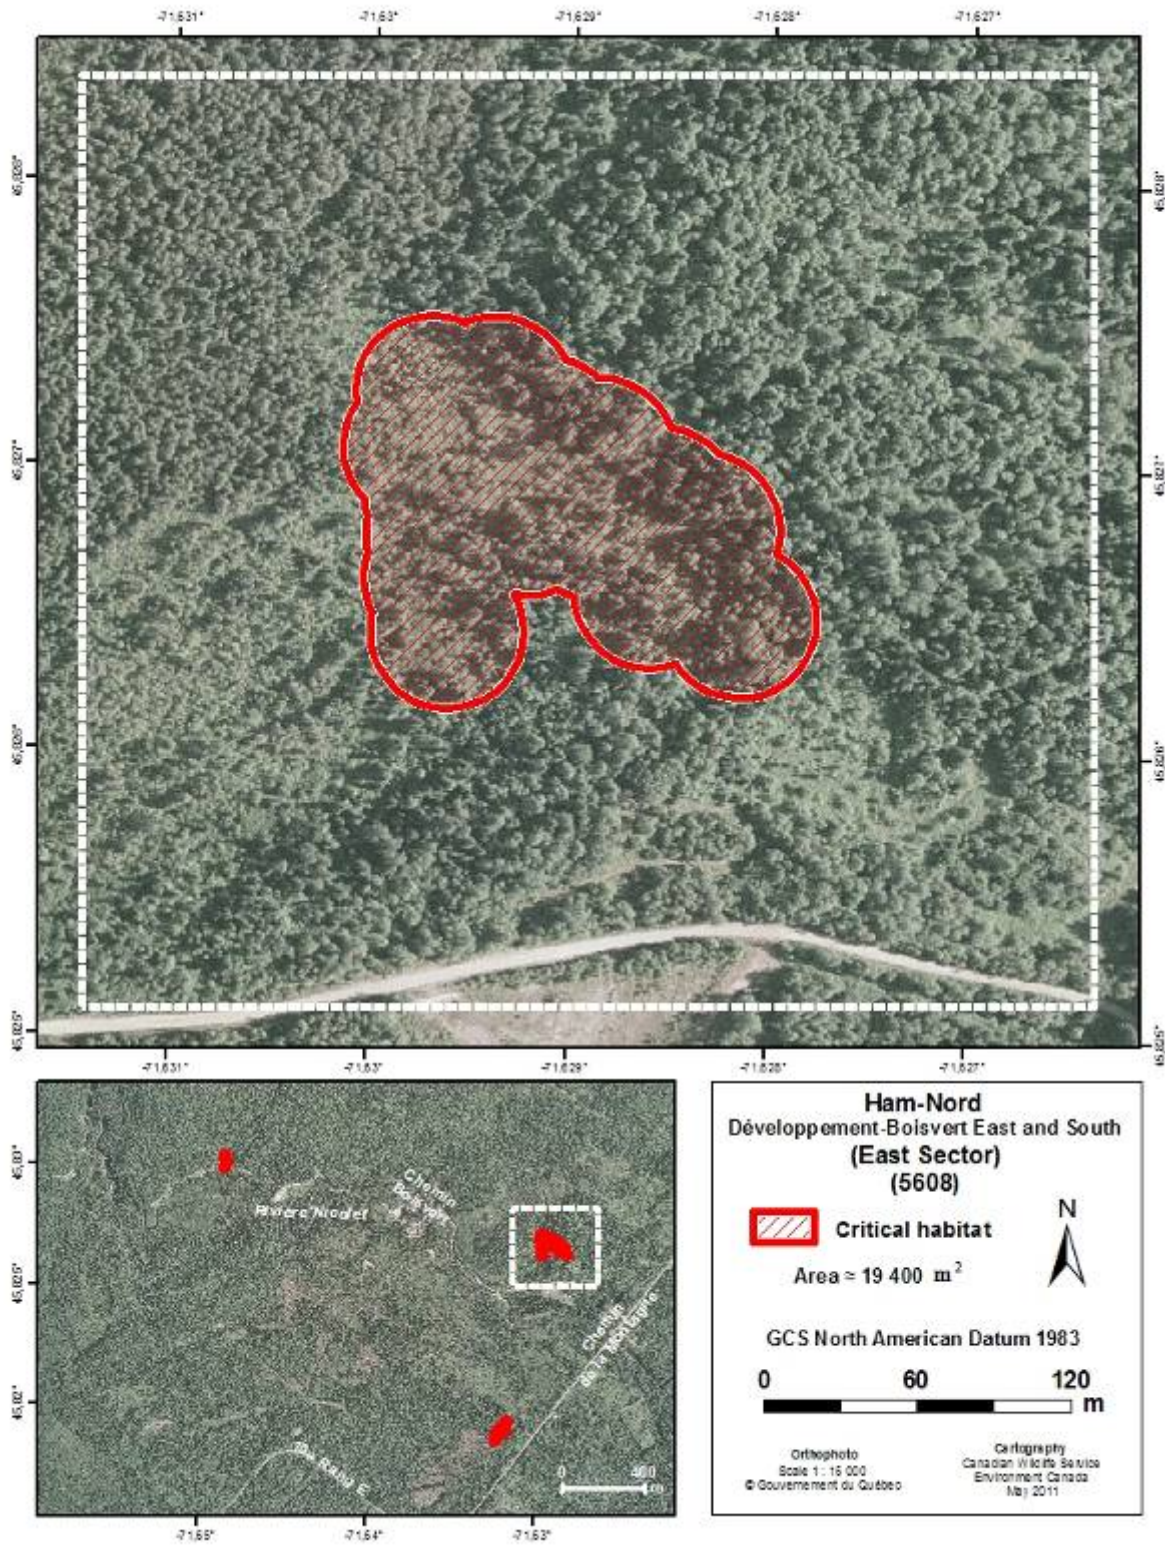 -71,631° -71,63° -71,629° -71,628° -71,627°
45,828° 45,828°
45,827° 45,827°
45,826° 45,826°
45,825° 45,825°
-71,631° -71,63° -71,629° -71,628° -71,627°
45,83°
45,825°
45,82°
Rivière Nicolet
Chemin
Boisvert
Chemin
de la Montagne
0 400
m
-71,65° -71,64° -71,63°
Ham-Nord
Développement-Boisvert East and South
(East Sector)
(5608)
N
Critical habitat
Area ≃ 19 400 m²
GCS North American Datum 1983
0 60 120
m
Orthophoto
Scale 1 : 15 000
© Gouvernement du Québec
Cartography
Canadian Wildlife Service
Environment Canada
May 2011